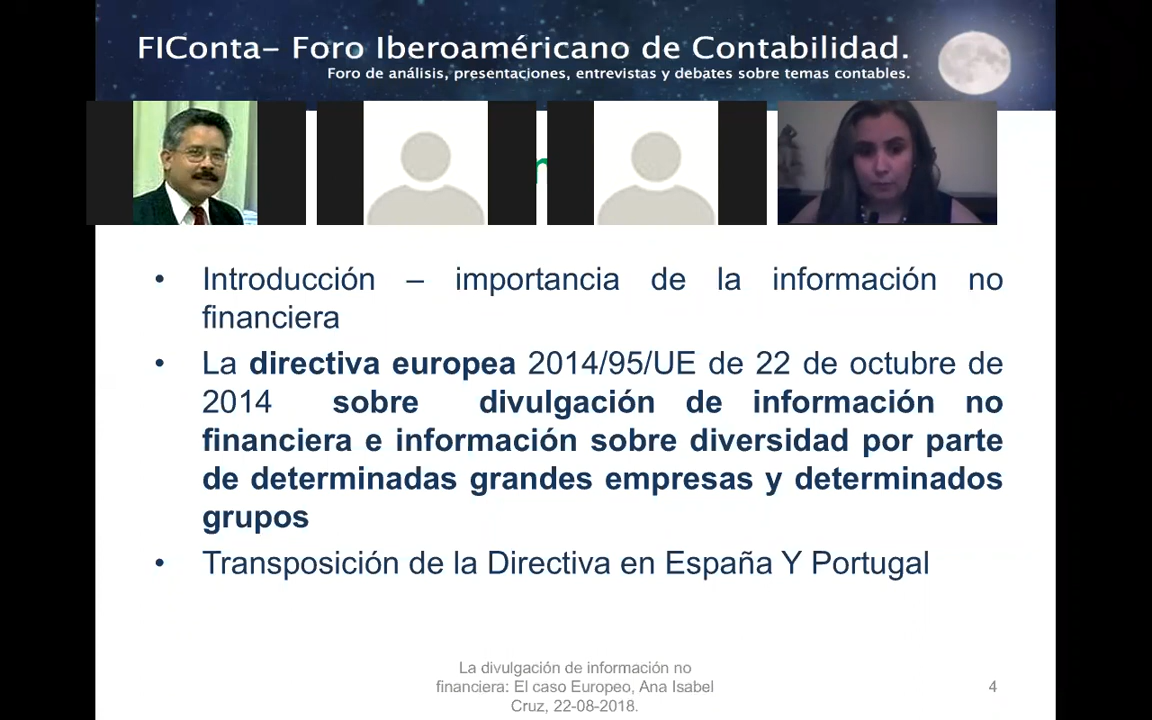 FIConta– Foro Iberoaméricano de Contabilidad.
Foro de análisis, presentaciones, entrevistas y debates sobre temas contables.
• Introducción – importancia de la información no
financiera
• La directiva europea 2014/95/UE de 22 de octubre de
2014 sobre divulgación de información no
financiera e información sobre diversidad por parte
de determinadas grandes empresas y determinados
grupos
• Transposición de la Directiva en España Y Portugal
La divulgación de información no
financiera: El caso Europeo, Ana Isabel
Cruz, 22-08-2018.
4